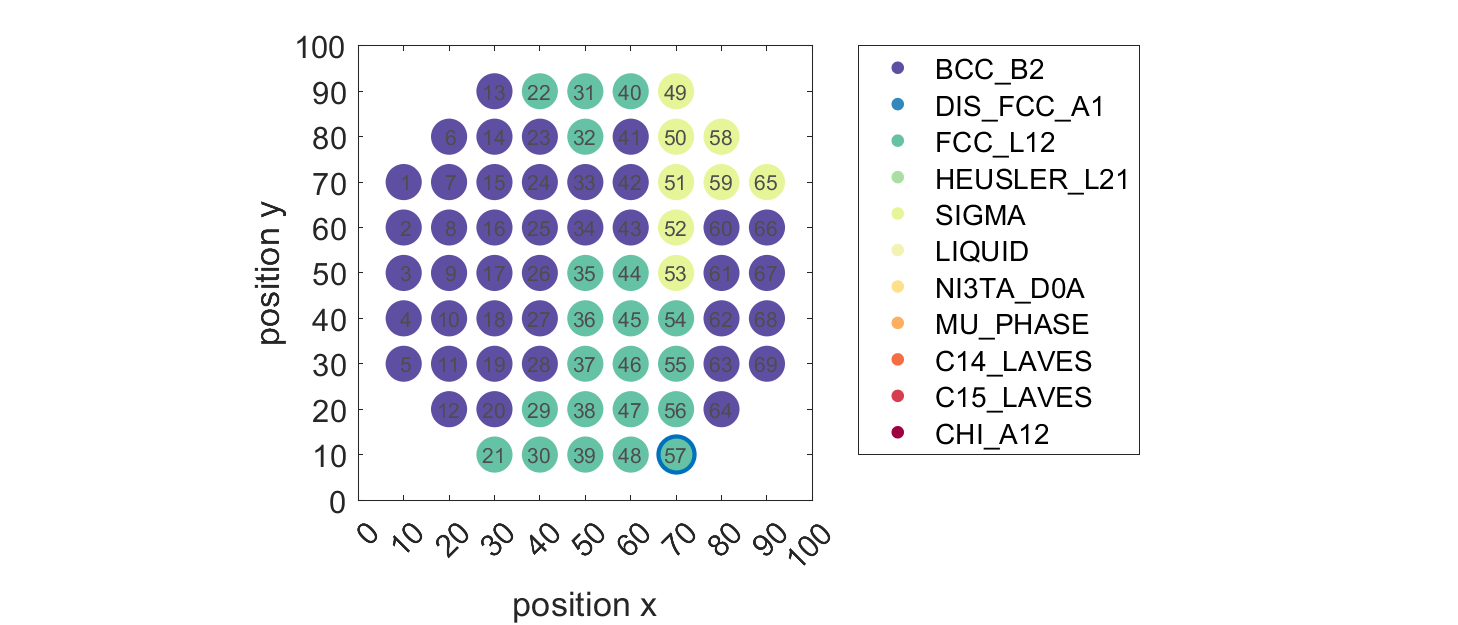 100
90
80
70
60
50
40
30
20
10
0
13 22 31 40 49
6 14 23 32 41 50 58
1 7 15 24 33 42 51 59 65
2 8 16 25 34 43 52 60 66
3 9 17 26 35 44 53 61 67
4 10 18 27 36 45 54 62 68
5 11 19 28 37 46 55 63 69
12 20 29 38 47 56 64
21 30 39 48 57
0 10 20 30 40 50 60 70 80 90 100
position x
position y
BCC_B2
DIS_FCC_A1
FCC_L12
HEUSLER_L21
SIGMA
LIQUID
NI3TA_D0A
MU_PHASE
C14_LAVES
C15_LAVES
CHI_A12